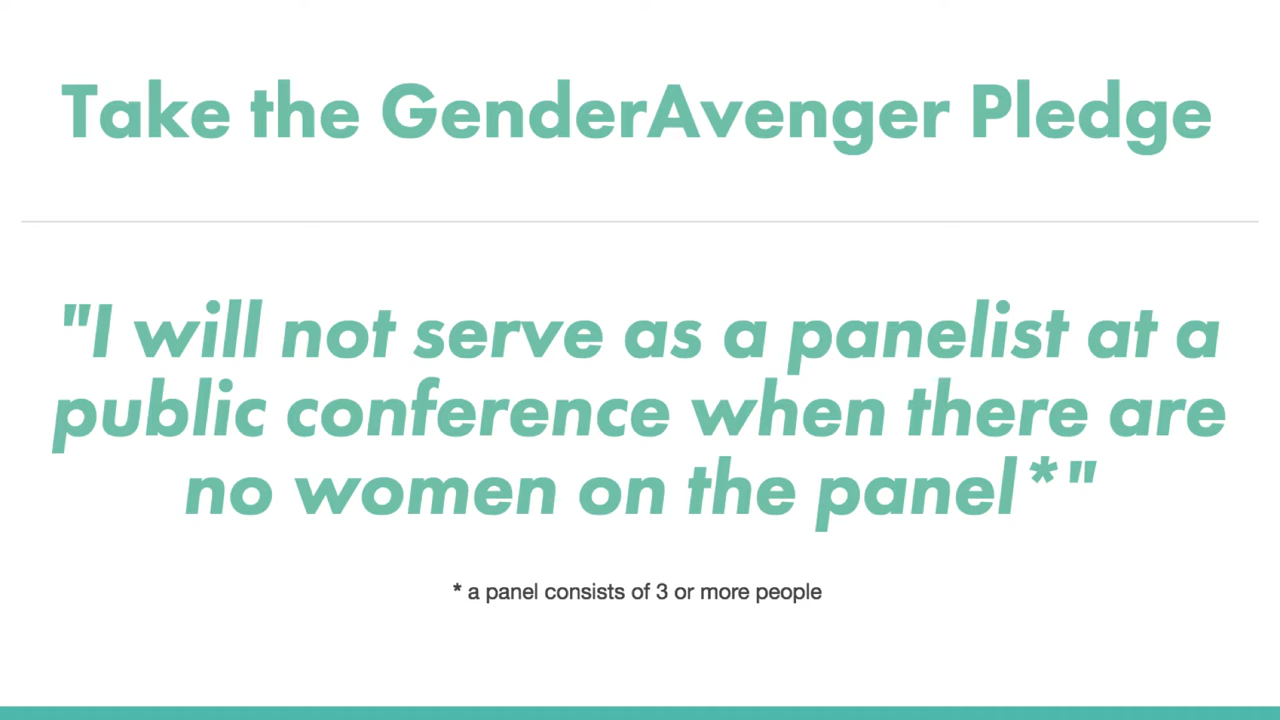 Take the GenderAvenger Pledge
"I will not serve as a panelist at a
public conference when there are
no women on the panel*"
* a panel consists of 3 or more people